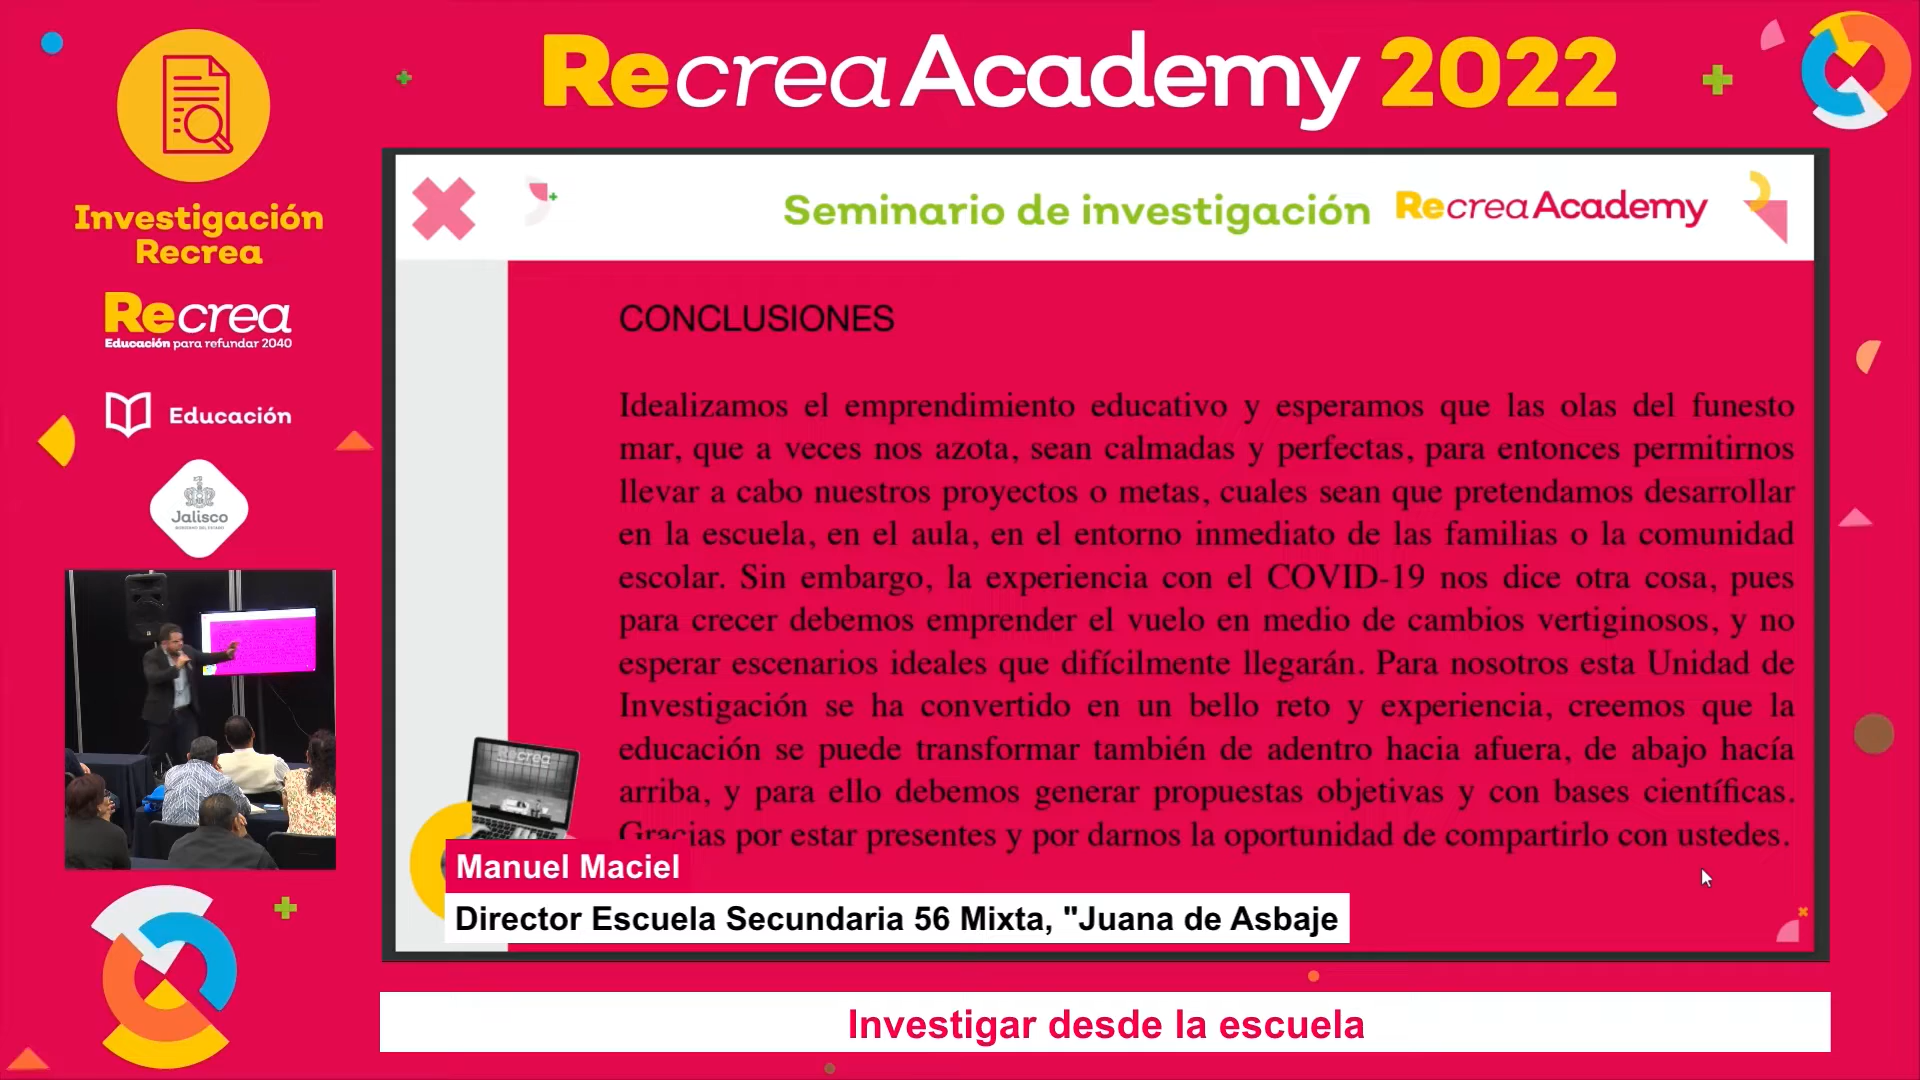 RecreaAcademy 2022
Investigación
Recrea
Recrea
Educación para refundar 2040
Educación
Jalisco
GOBIERNO DEL ESTADO
Seminario de investigación RecreaAcademy
CONCLUSIONES
Idealizamos el emprendimiento educativo y esperamos que las olas del funesto
mar, que a veces nos azota, sean calmadas y perfectas, para entonces permitirnos
llevar a cabo nuestros proyectos o metas, cuales sean que pretendamos desarrollar
en la escuela, en el aula, en el entorno inmediato de las familias o la comunidad
escolar. Sin embargo, la experiencia con el COVID-19 nos dice otra cosa, pues
para crecer debemos emprender el vuelo en medio de cambios vertiginosos, y no
esperar escenarios ideales que difícilmente llegarán. Para nosotros esta Unidad de
Investigación se ha convertido en un bello reto y experiencia, creemos que la
educación se puede transformar también de adentro hacia afuera, de abajo hacía
arriba, y para ello debemos generar propuestas objetivas y con bases científicas.
Gracias por estar presentes y por darnos la oportunidad de compartirlo con ustedes.
Recrea
Manuel Maciel
Director Escuela Secundaria 56 Mixta, "Juana de Asbaje
Investigar desde la escuela